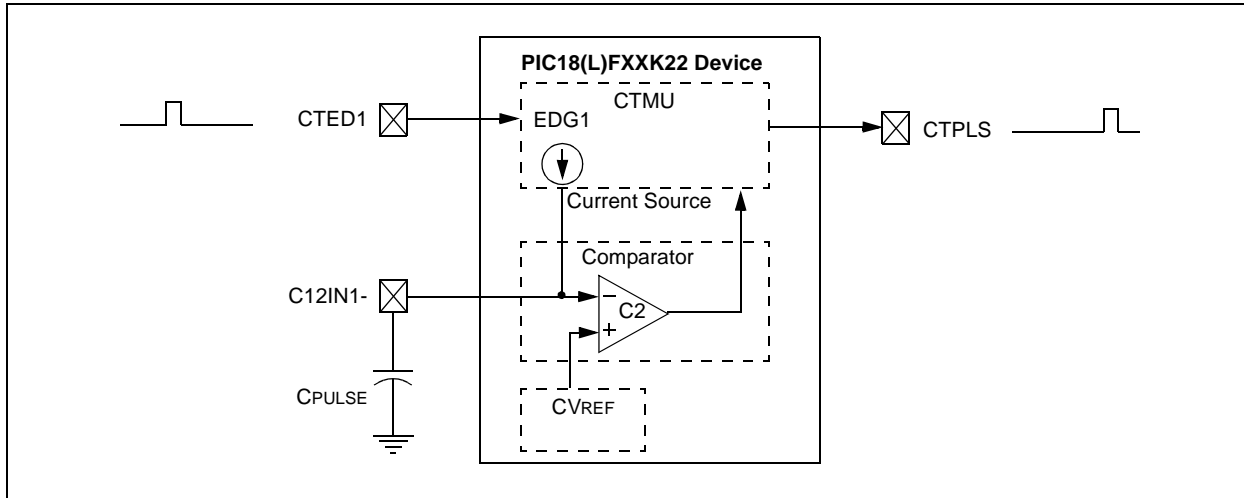 PIC18(L)FXXK22 Device
CTMU
CTED1
EDG1
CTPLS
Current Source
Comparator
C12IN1-
C2
CPULSE
CVREF